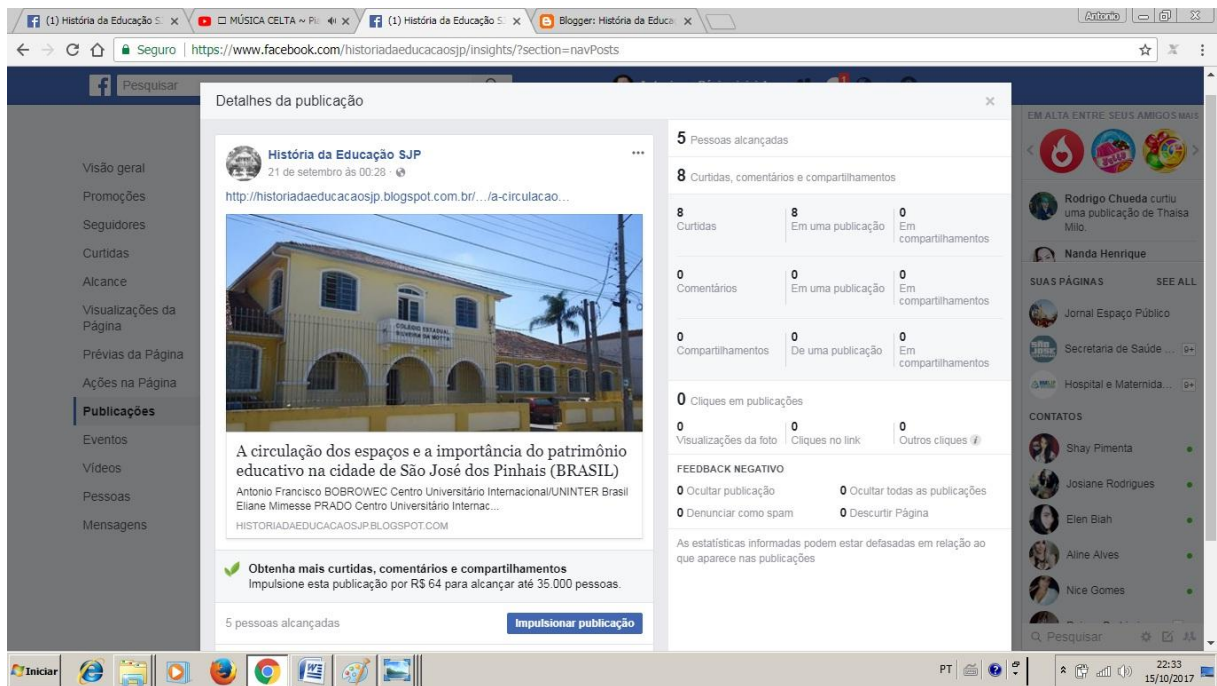 (1) História da Educação S
MÚSICA CELTA ~ Pi
(1) História da Educação S
Blogger: História da Educa
Antonio
Seguro | https://www.facebook.com/historiadaeducacaosjp/insights/?section=navPosts
Pesquisar
Detalhes da publicação
Visão geral
Promoções
Seguidores
Curtidas
Alcance
Visualizações da
Página
Prévias da Página
Ações na Página
Publicações
Eventos
Vídeos
Pessoas
Mensagens
História da Educação SJP
21 de setembro às 00:28 ·
http://historiadaeducacaosjp.blogspot.com.br/…/a-circulacao…
COLÉGIO ESTADUAL
SILVEIRA DA MOTTA
A circulação dos espaços e a importância do patrimônio
educativo na cidade de São José dos Pinhais (BRASIL)
Antonio Francisco BOBROWEC Centro Universitário Internacional/UNINTER Brasil
Eliane Mimesse PRADO Centro Universitário Internac...
HISTORIADAEDUCACAOSJP.BLOGSPOT.COM
Obtenha mais curtidas, comentários e compartilhamentos
Impulsione esta publicação por R$ 64 para alcançar até 35.000 pessoas.
5 pessoas alcançadas
Impulsionar publicação
5 Pessoas alcançadas
8 Curtidas, comentários e compartilhamentos
8 8 0
Curtidas Em uma publicação Em
compartilhamentos
0 0 0
Comentários Em uma publicação Em
compartilhamentos
0 0 0
Compartilhamentos De uma publicação Em
compartilhamentos
0 Cliques em publicações
0 0 0
Visualizações da foto Cliques no link Outros cliques
FEEDBACK NEGATIVO
0 Ocultar publicação 0 Ocultar todas as publicações
0 Denunciar como spam 0 Descurtir Página
As estatísticas informadas podem estar defasadas em relação ao
que aparece nas publicações
EM ALTA ENTRE SEUS AMIGOS MAIS
Rodrigo Chueda curtiu
uma publicação de Thaisa
Milo.
Nanda Henrique
SUAS PÁGINAS SEE ALL
Jornal Espaço Público
Secretaria de Saúde ... 9+
Hospital e Maternida... 9+
CONTATOS
Shay Pimenta
Josiane Rodrigues
Elen Biah
Aline Alves
Nice Gomes
Pesquisar
Iniciar
PT
22:33
15/10/2017